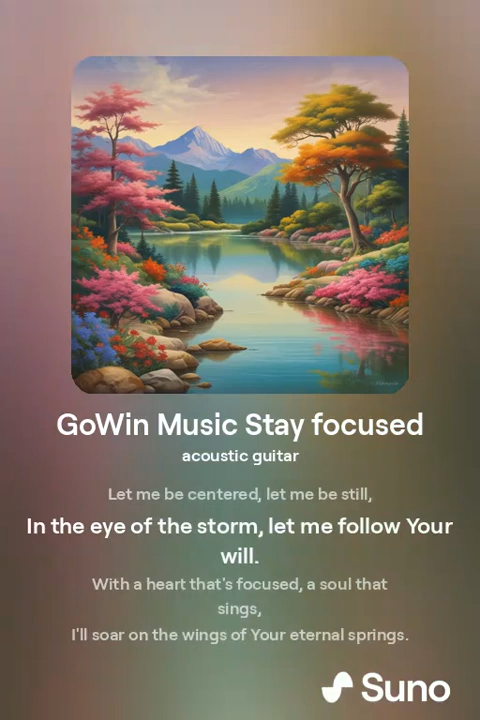 GoWin Music Stay focused
acoustic guitar
Let me be centered, let me be still,
In the eye of the storm, let me follow Your
will.
With a heart that's focused, a soul that
sings,
I'll soar on the wings of Your eternal springs.
Suno